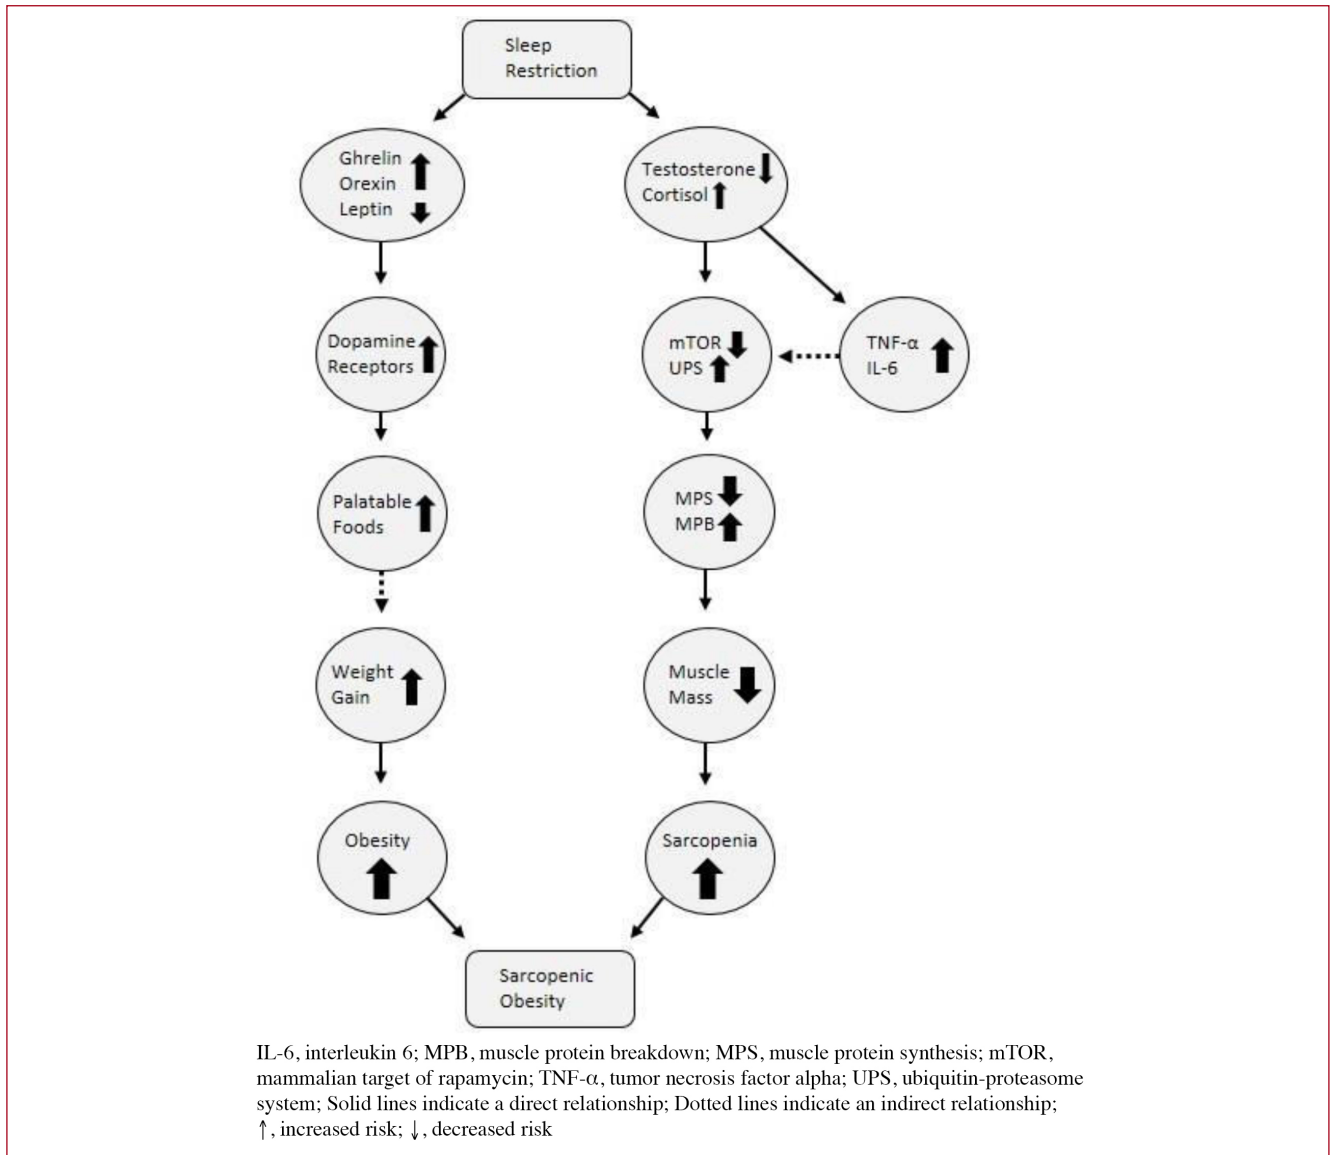 Sleep
Restriction
Ghrelin
Orexin
Leptin
Testosterone
Cortisol
Dopamine
Receptors
mTOR
UPS
TNF-α
IL-6
Palatable
Foods
MPS
MPB
Weight
Gain
Muscle
Mass
Obesity
Sarcopenia
Sarcopenic
Obesity
IL-6, interleukin 6; MPB, muscle protein breakdown; MPS, muscle protein synthesis; mTOR,
mammalian target of rapamycin; TNF-α, tumor necrosis factor alpha; UPS, ubiquitin-proteasome
system; Solid lines indicate a direct relationship; Dotted lines indicate an indirect relationship;
↑, increased risk; ↓, decreased risk